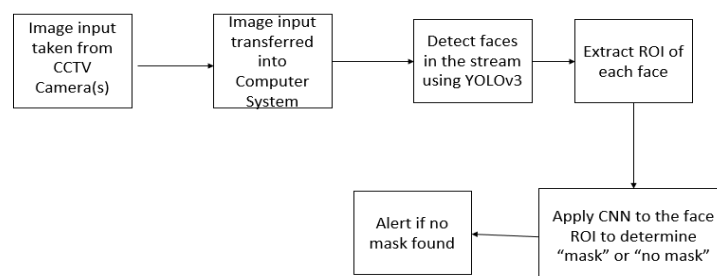 Image input
taken from
CCTV
Camera(s)
Image input
transferred
into
Computer
System
Detect faces
in the stream
using YOLOv3
Extract ROI of
each face
Apply CNN to the face
ROI to determine
“mask” or “no mask”
Alert if no
mask found